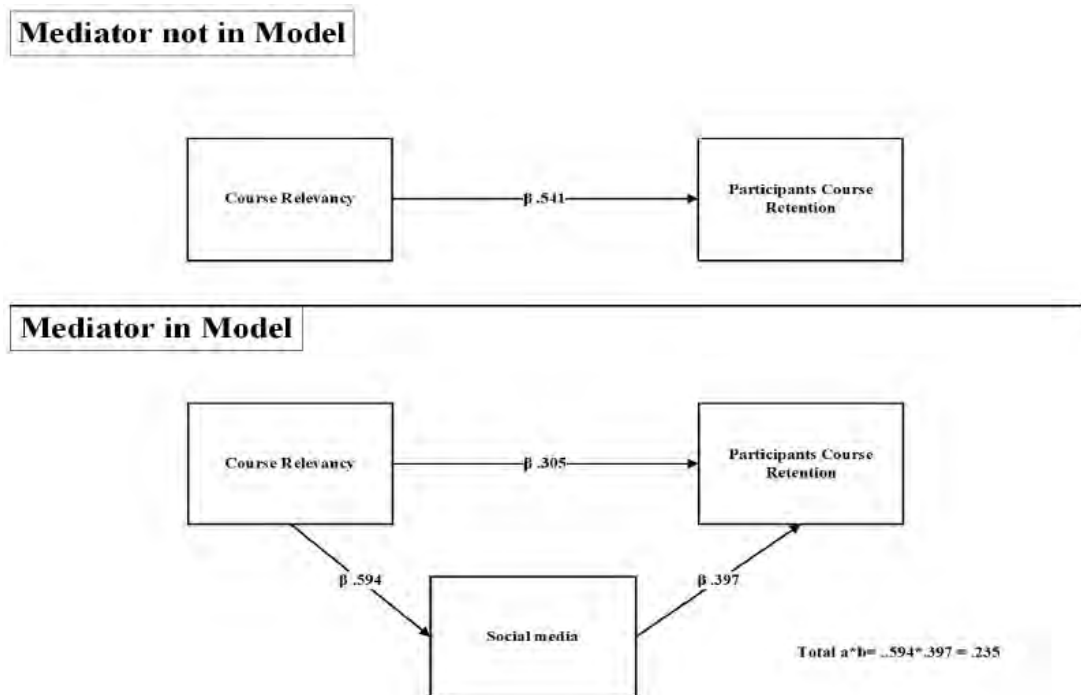 Mediator not in Model
Course Relevancy
β .541
Participants Course
Retention
Mediator in Model
Course Relevancy
β .305
Participants Course
Retention
β .594
β .397
Social media
Total a*b= ..594*.397 = .235